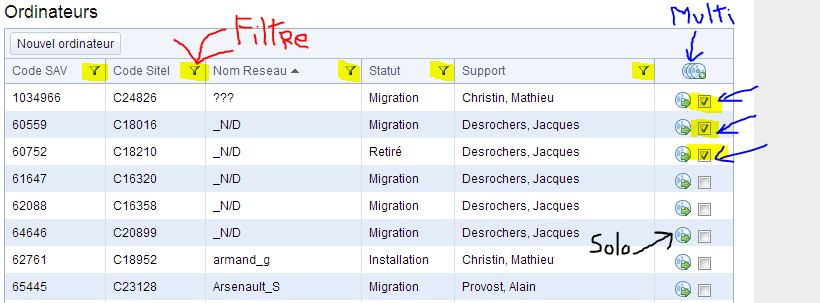 Ordinateurs
Multi
Filtre
Nouvel ordinateur
Code SAV Code Sitel Nom Reseau Statut Support
1034966 C24826 ??? Migration Christin, Mathieu
60559 C18016 _N/D Migration Desrochers, Jacques
60752 C18210 _N/D Retiré Desrochers, Jacques
61647 C16320 _N/D Migration Desrochers, Jacques
62088 C16358 _N/D Migration Desrochers, Jacques
64646 C20899 _N/D Migration Desrochers, Jacques
Solo
62761 C18952 armand_g Installation Christin, Mathieu
65445 C23128 Arsenault_S Migration Provost, Alain